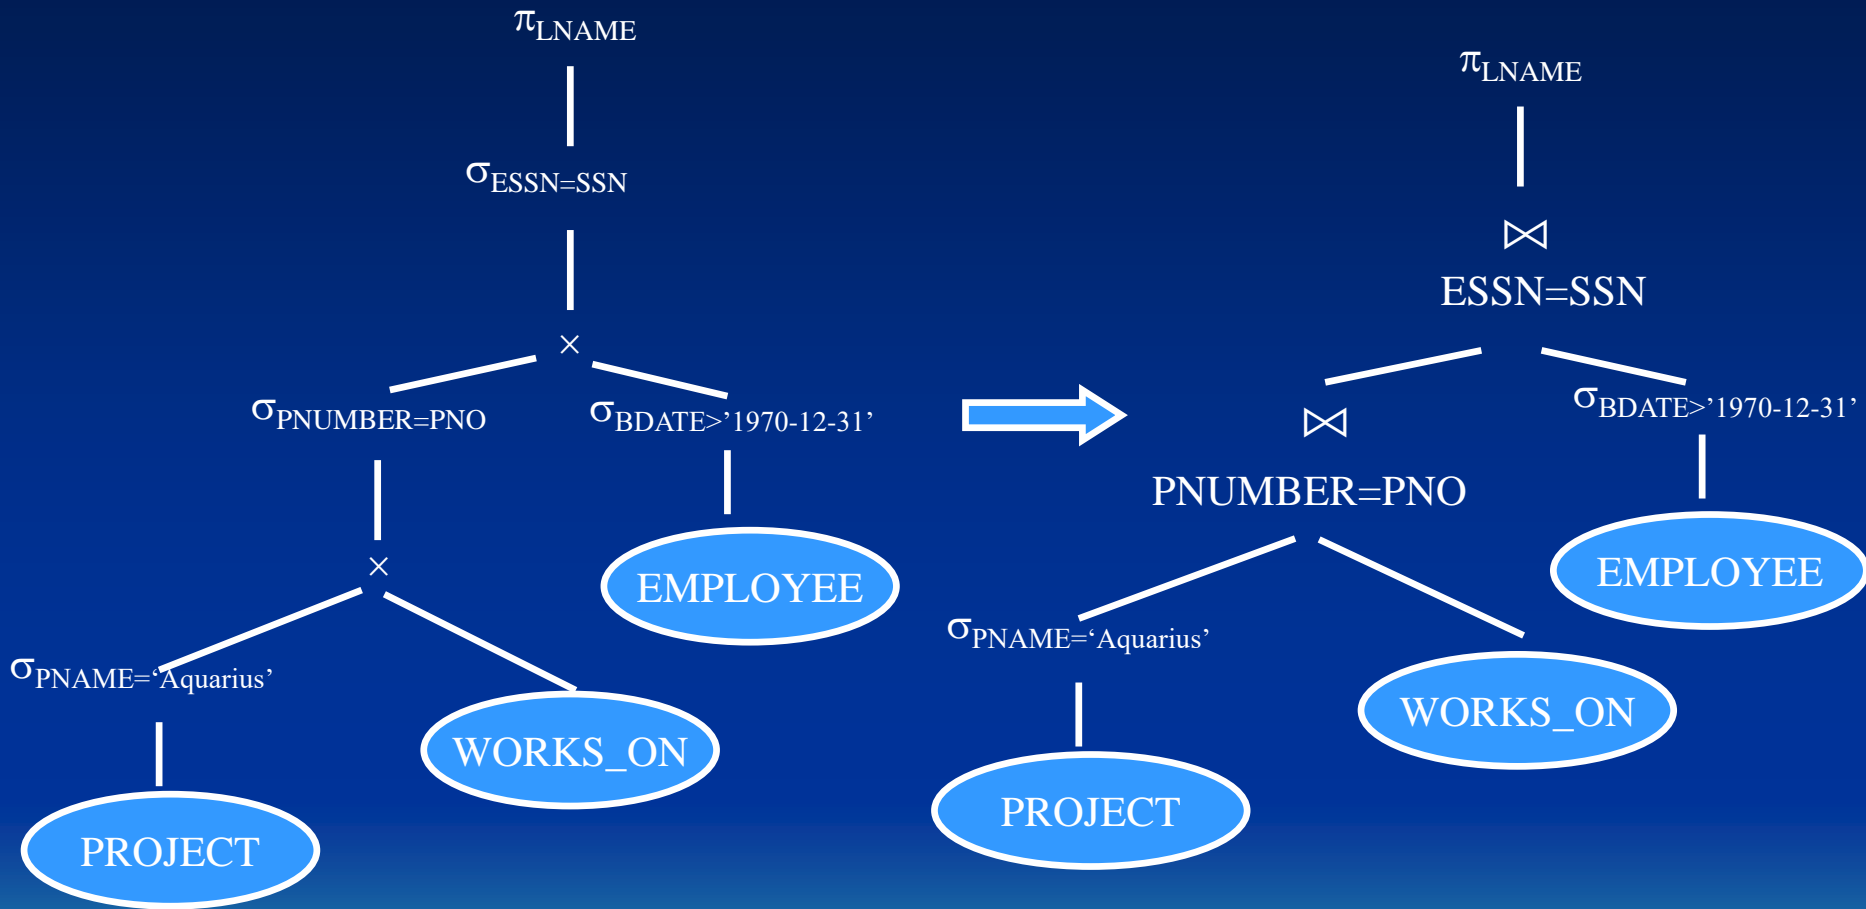 πLNAME
σESSN=SSN
×
σPNUMBER=PNO
σBDATE>’1970-12-31’
×
EMPLOYEE
σPNAME=‘Aquarius’
WORKS_ON
PROJECT
πLNAME
⋈
ESSN=SSN
⋈
σBDATE>’1970-12-31’
PNUMBER=PNO
EMPLOYEE
σPNAME=‘Aquarius’
WORKS_ON
PROJECT